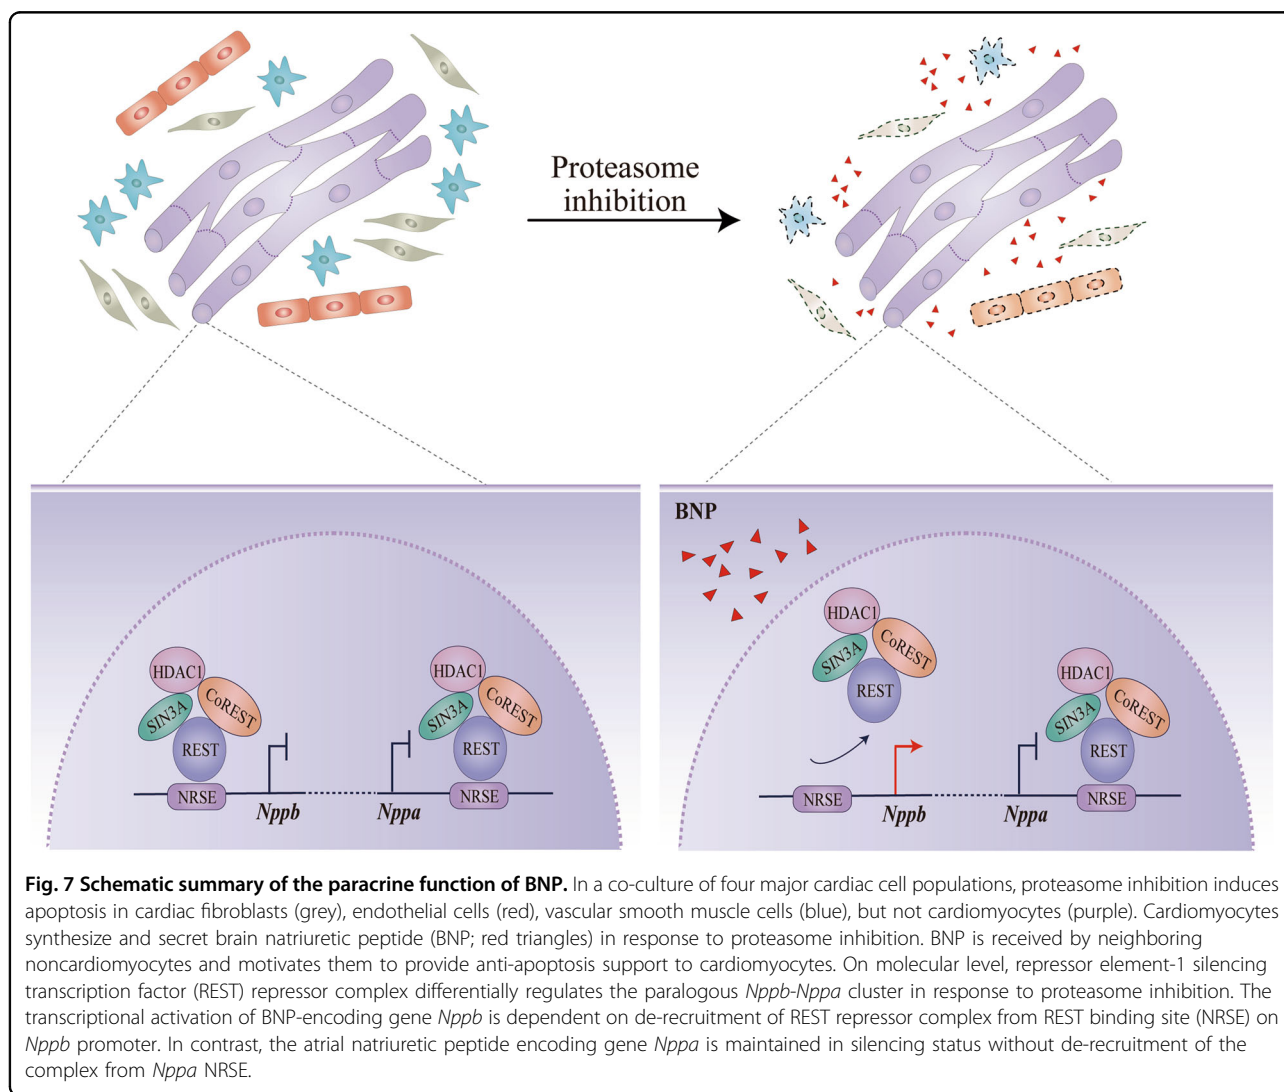 Proteasome
inhibition
BNP
HDAC1
SIN3A
CoREST
REST
NRSE
Nppb
HDAC1
SIN3A
CoREST
REST
NRSE
Nppa
HDAC1
SIN3A
CoREST
REST
NRSE
Nppb
HDAC1
SIN3A
CoREST
REST
NRSE
Nppa
Fig. 7 Schematic summary of the paracrine function of BNP. In a co-culture of four major cardiac cell populations, proteasome inhibition induces
apoptosis in cardiac fibroblasts (grey), endothelial cells (red), vascular smooth muscle cells (blue), but not cardiomyocytes (purple). Cardiomyocytes
synthesize and secret brain natriuretic peptide (BNP; red triangles) in response to proteasome inhibition. BNP is received by neighboring
noncardiomyocytes and motivates them to provide anti-apoptosis support to cardiomyocytes. On molecular level, repressor element-1 silencing
transcription factor (REST) repressor complex differentially regulates the paralogous Nppb-Nppa cluster in response to proteasome inhibition. The
transcriptional activation of BNP-encoding gene Nppb is dependent on de-recruitment of REST repressor complex from REST binding site (NRSE) on
Nppb promoter. In contrast, the atrial natriuretic peptide encoding gene Nppa is maintained in silencing status without de-recruitment of the
complex from Nppa NRSE.